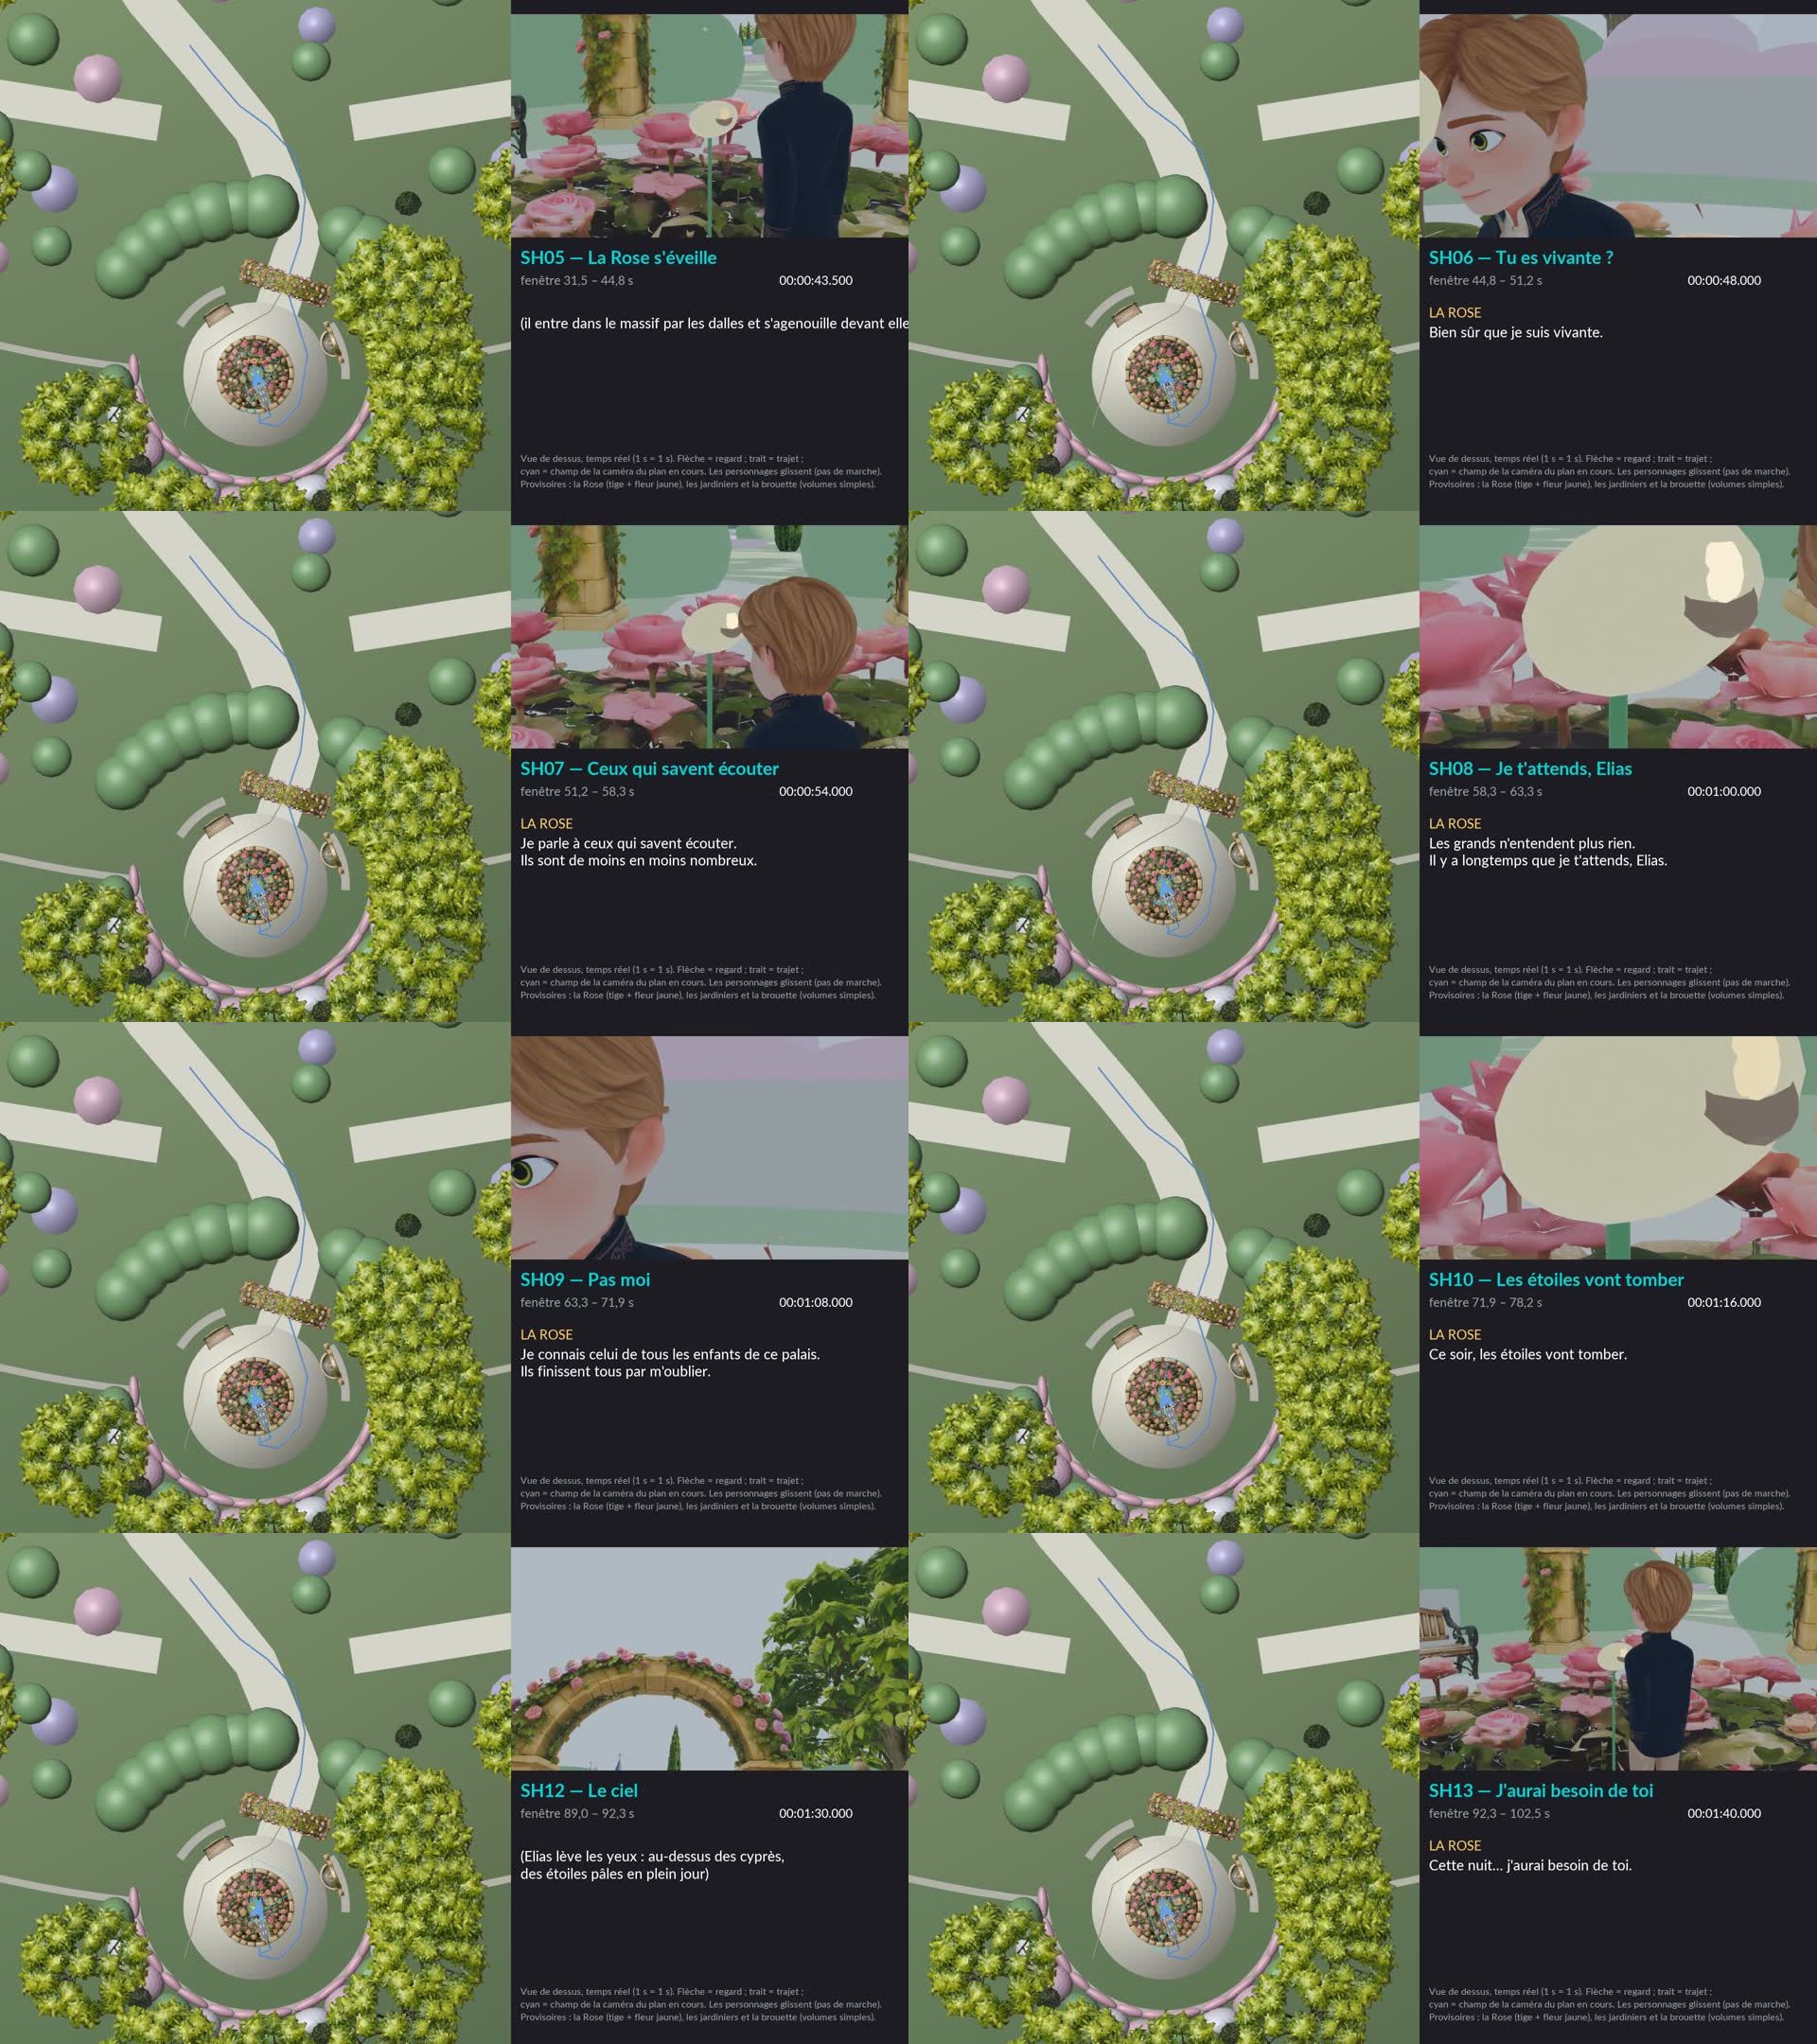 SH05 — La Rose s'éveille
fenêtre 31,5 – 44,8 s 00:00:43.500
(il entre dans le massif par les dalles et s'agenouille devant elle
Vue de dessus, temps réel (1 s = 1 s). Flèche = regard ; trait = trajet ;
cyan = champ de la caméra du plan en cours. Les personnages glissent (pas de marche).
Provisoires : la Rose (tige + fleur jaune), les jardiniers et la brouette (volumes simples).
SH06 — Tu es vivante ?
fenêtre 44,8 – 51,2 s 00:00:48.000
LA ROSE
Bien sûr que je suis vivante.
Vue de dessus, temps réel (1 s = 1 s). Flèche = regard ; trait = trajet ;
cyan = champ de la caméra du plan en cours. Les personnages glissent (pas de marche).
Provisoires : la Rose (tige + fleur jaune), les jardiniers et la brouette (volumes simples).
SH07 — Ceux qui savent écouter
fenêtre 51,2 – 58,3 s 00:00:54.000
LA ROSE
Je parle à ceux qui savent écouter.
Ils sont de moins en moins nombreux.
Vue de dessus, temps réel (1 s = 1 s). Flèche = regard ; trait = trajet ;
cyan = champ de la caméra du plan en cours. Les personnages glissent (pas de marche).
Provisoires : la Rose (tige + fleur jaune), les jardiniers et la brouette (volumes simples).
SH08 — Je t'attends, Elias
fenêtre 58,3 – 63,3 s 00:01:00.000
LA ROSE
Les grands n'entendent plus rien.
Il y a longtemps que je t'attends, Elias.
Vue de dessus, temps réel (1 s = 1 s). Flèche = regard ; trait = trajet ;
cyan = champ de la caméra du plan en cours. Les personnages glissent (pas de marche).
Provisoires : la Rose (tige + fleur jaune), les jardiniers et la brouette (volumes simples).
SH09 — Pas moi
fenêtre 63,3 – 71,9 s 00:01:08.000
LA ROSE
Je connais celui de tous les enfants de ce palais.
Ils finissent tous par m'oublier.
Vue de dessus, temps réel (1 s = 1 s). Flèche = regard ; trait = trajet ;
cyan = champ de la caméra du plan en cours. Les personnages glissent (pas de marche).
Provisoires : la Rose (tige + fleur jaune), les jardiniers et la brouette (volumes simples).
SH10 — Les étoiles vont tomber
fenêtre 71,9 – 78,2 s 00:01:16.000
LA ROSE
Ce soir, les étoiles vont tomber.
Vue de dessus, temps réel (1 s = 1 s). Flèche = regard ; trait = trajet ;
cyan = champ de la caméra du plan en cours. Les personnages glissent (pas de marche).
Provisoires : la Rose (tige + fleur jaune), les jardiniers et la brouette (volumes simples).
SH12 — Le ciel
fenêtre 89,0 – 92,3 s 00:01:30.000
(Elias lève les yeux : au-dessus des cyprès,
des étoiles pâles en plein jour)
Vue de dessus, temps réel (1 s = 1 s). Flèche = regard ; trait = trajet ;
cyan = champ de la caméra du plan en cours. Les personnages glissent (pas de marche).
Provisoires : la Rose (tige + fleur jaune), les jardiniers et la brouette (volumes simples).
SH13 — J'aurai besoin de toi
fenêtre 92,3 – 102,5 s 00:01:40.000
LA ROSE
Cette nuit… j'aurai besoin de toi.
Vue de dessus, temps réel (1 s = 1 s). Flèche = regard ; trait = trajet ;
cyan = champ de la caméra du plan en cours. Les personnages glissent (pas de marche).
Provisoires : la Rose (tige + fleur jaune), les jardiniers et la brouette (volumes simples).